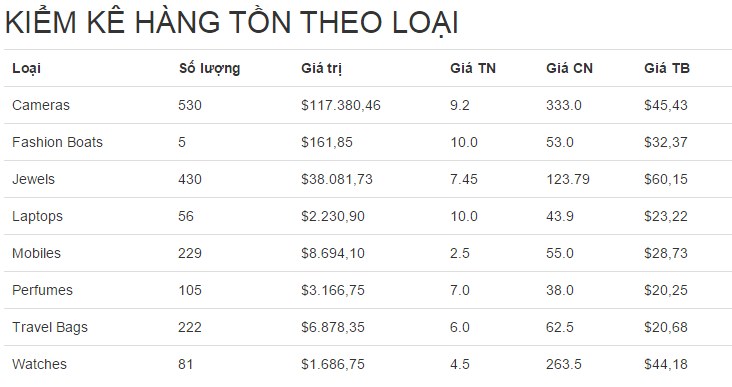 KIỂM KÊ HÀNG TỒN THEO LOẠI
Loại Số lượng Giá trị Giá TN Giá CN Giá TB
Cameras 530 $117.380,46 9.2 333.0 $45,43
Fashion Boats 5 $161,85 10.0 53.0 $32,37
Jewels 430 $38.081,73 7.45 123.79 $60,15
Laptops 56 $2.230,90 10.0 43.9 $23,22
Mobiles 229 $8.694,10 2.5 55.0 $28,73
Perfumes 105 $3.166,75 7.0 38.0 $20,25
Travel Bags 222 $6.878,35 6.0 62.5 $20,68
Watches 81 $1.686,75 4.5 263.5 $44,18